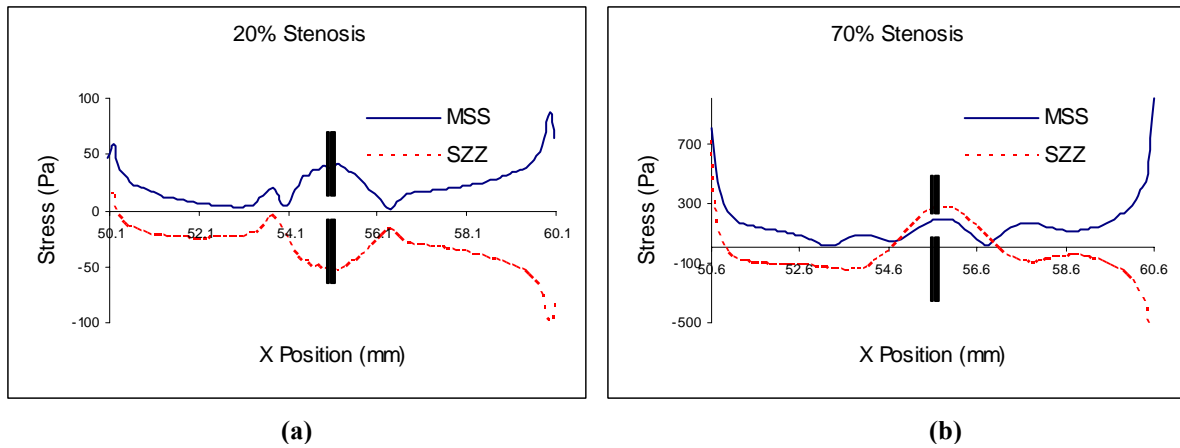 20% Stenosis
100
50
0
-50
-100
Stress (Pa)
50.1 52.1 54.1 56.1 58.1 60.1
MSS
SZZ
X Position (mm)
(a)
70% Stenosis
700
300
-100
-500
Stress (Pa)
50.6 52.6 54.6 56.6 58.6 60.6
MSS
SZZ
X Position (mm)
(b)